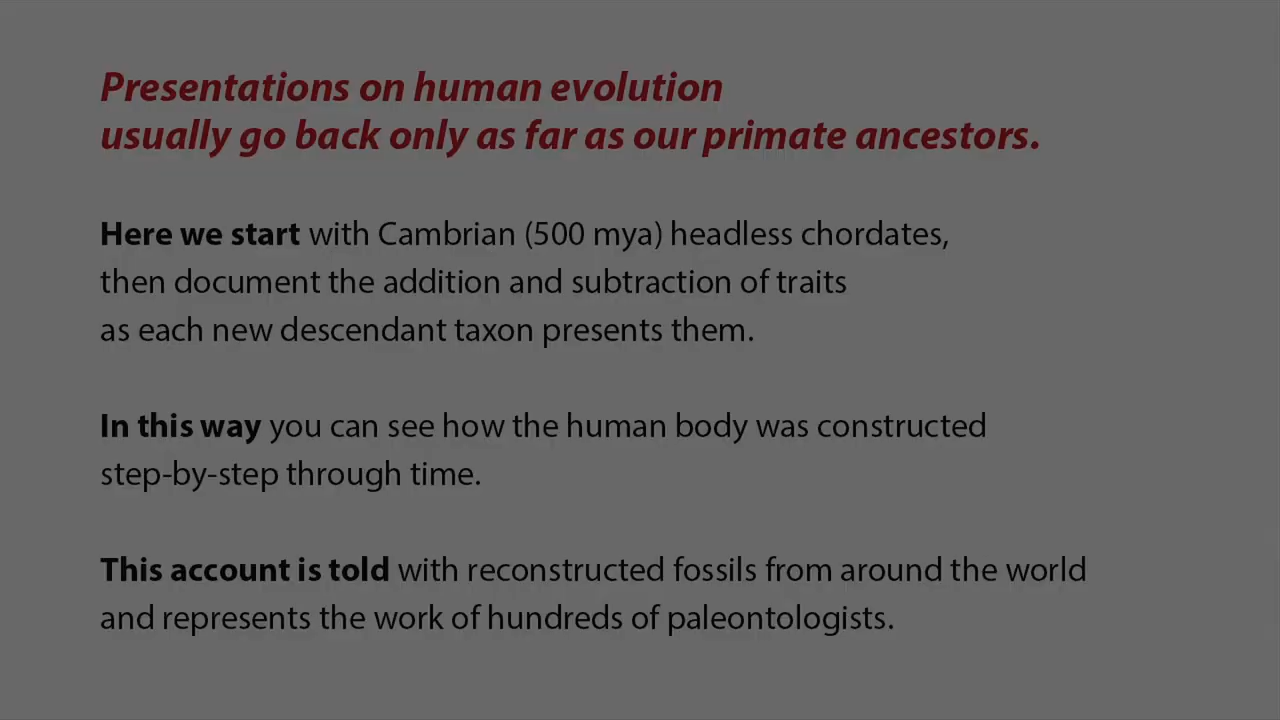 Presentations on human evolution
usually go back only as far as our primate ancestors.
Here we start with Cambrian (500 mya) headless chordates,
then document the addition and subtraction of traits
as each new descendant taxon presents them.
In this way you can see how the human body was constructed
step-by-step through time.
This account is told with reconstructed fossils from around the world
and represents the work of hundreds of paleontologists.